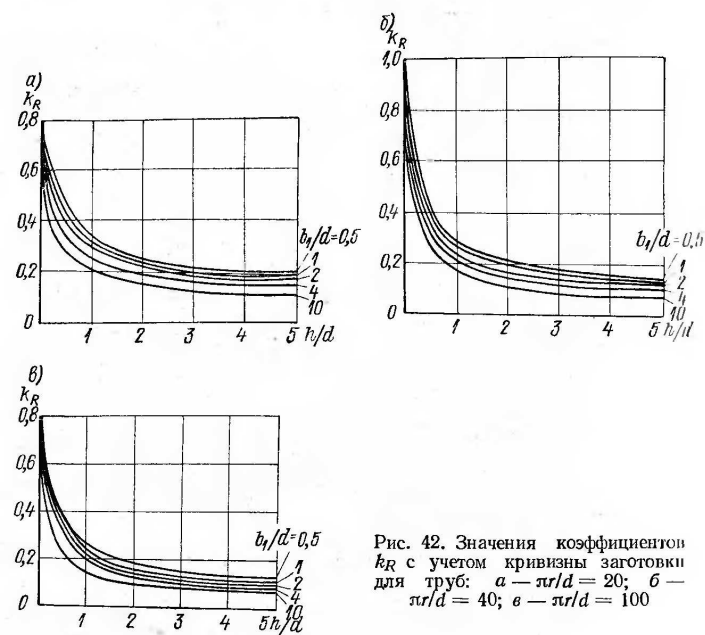 а)
k_R
0,8
0,6
0,4
0,2
0
b₁/d=0,5
1
2
4
10
1 2 3 4 5 h/d
б)
k_R
1,0
0,8
0,6
0,4
0,2
0
b₁/d=0,5
1
2
4
10
1 2 3 4 5 h/d
в)
k_R
0,8
0,6
0,4
0,2
0
b₁/d=0,5
1
2
4
10
1 2 3 4 5 h/d
Рис. 42. Значения коэффициентов
k_R с учетом кривизны заготовки
для труб: а — πr/d = 20; б —
πr/d = 40; в — πr/d = 100